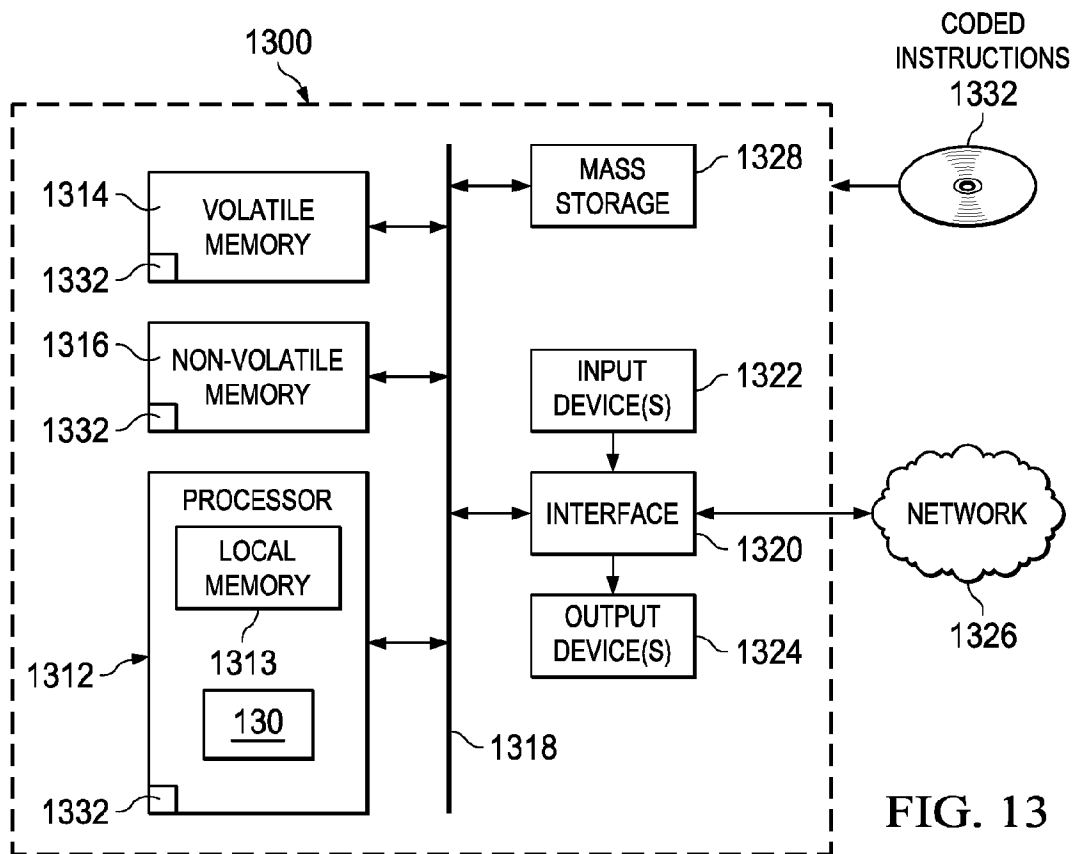 1300
CODED
INSTRUCTIONS
1332
1314
VOLATILE
MEMORY
1332
MASS
STORAGE
1328
1316
NON-VOLATILE
MEMORY
1332
INPUT
DEVICE(S)
1322
PROCESSOR
LOCAL
MEMORY
1313
1312
130
1332
INTERFACE
1320
NETWORK
1326
OUTPUT
DEVICE(S)
1324
1318
FIG. 13